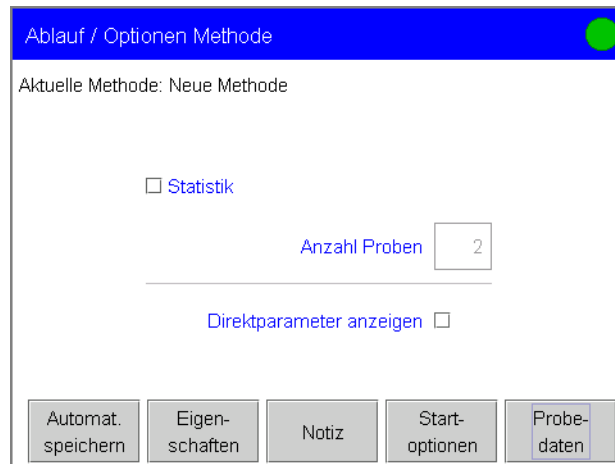 Ablauf / Optionen Methode
Aktuelle Methode: Neue Methode
Statistik
Anzahl Proben 2
Direktparameter anzeigen
Automat. speichern
Eigen-schaften
Notiz
Start-optionen
Probe-daten